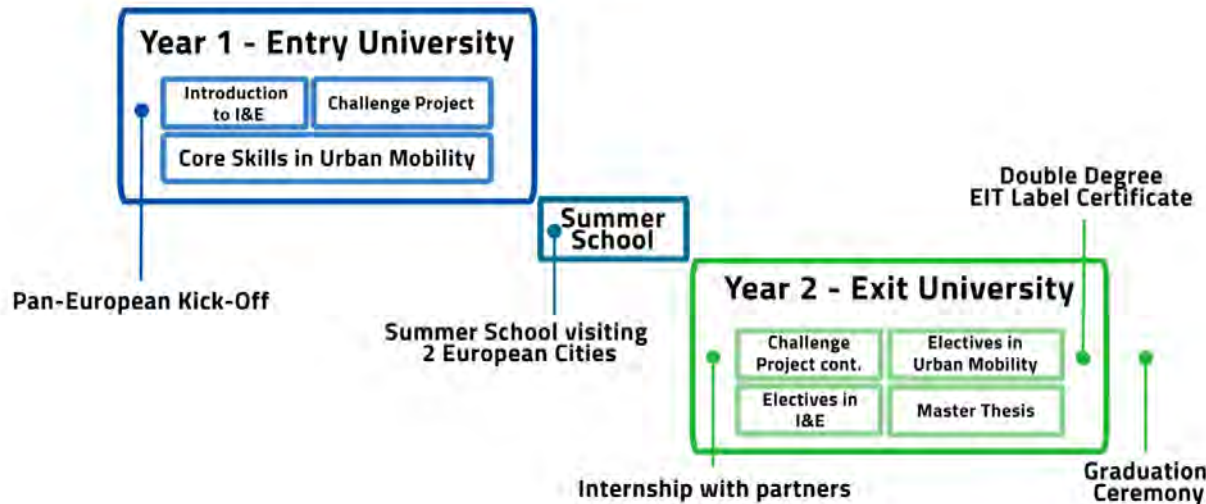 Year 1 - Entry University
Introduction
to I&E
Challenge Project
Core Skills in Urban Mobility
Pan-European Kick-Off
Summer
School
Summer School visiting
2 European Cities
Double Degree
EIT Label Certificate
Year 2 - Exit University
Challenge
Project cont.
Electives in
Urban Mobility
Electives in
I&E
Master Thesis
Internship with partners
Graduation
Ceremony